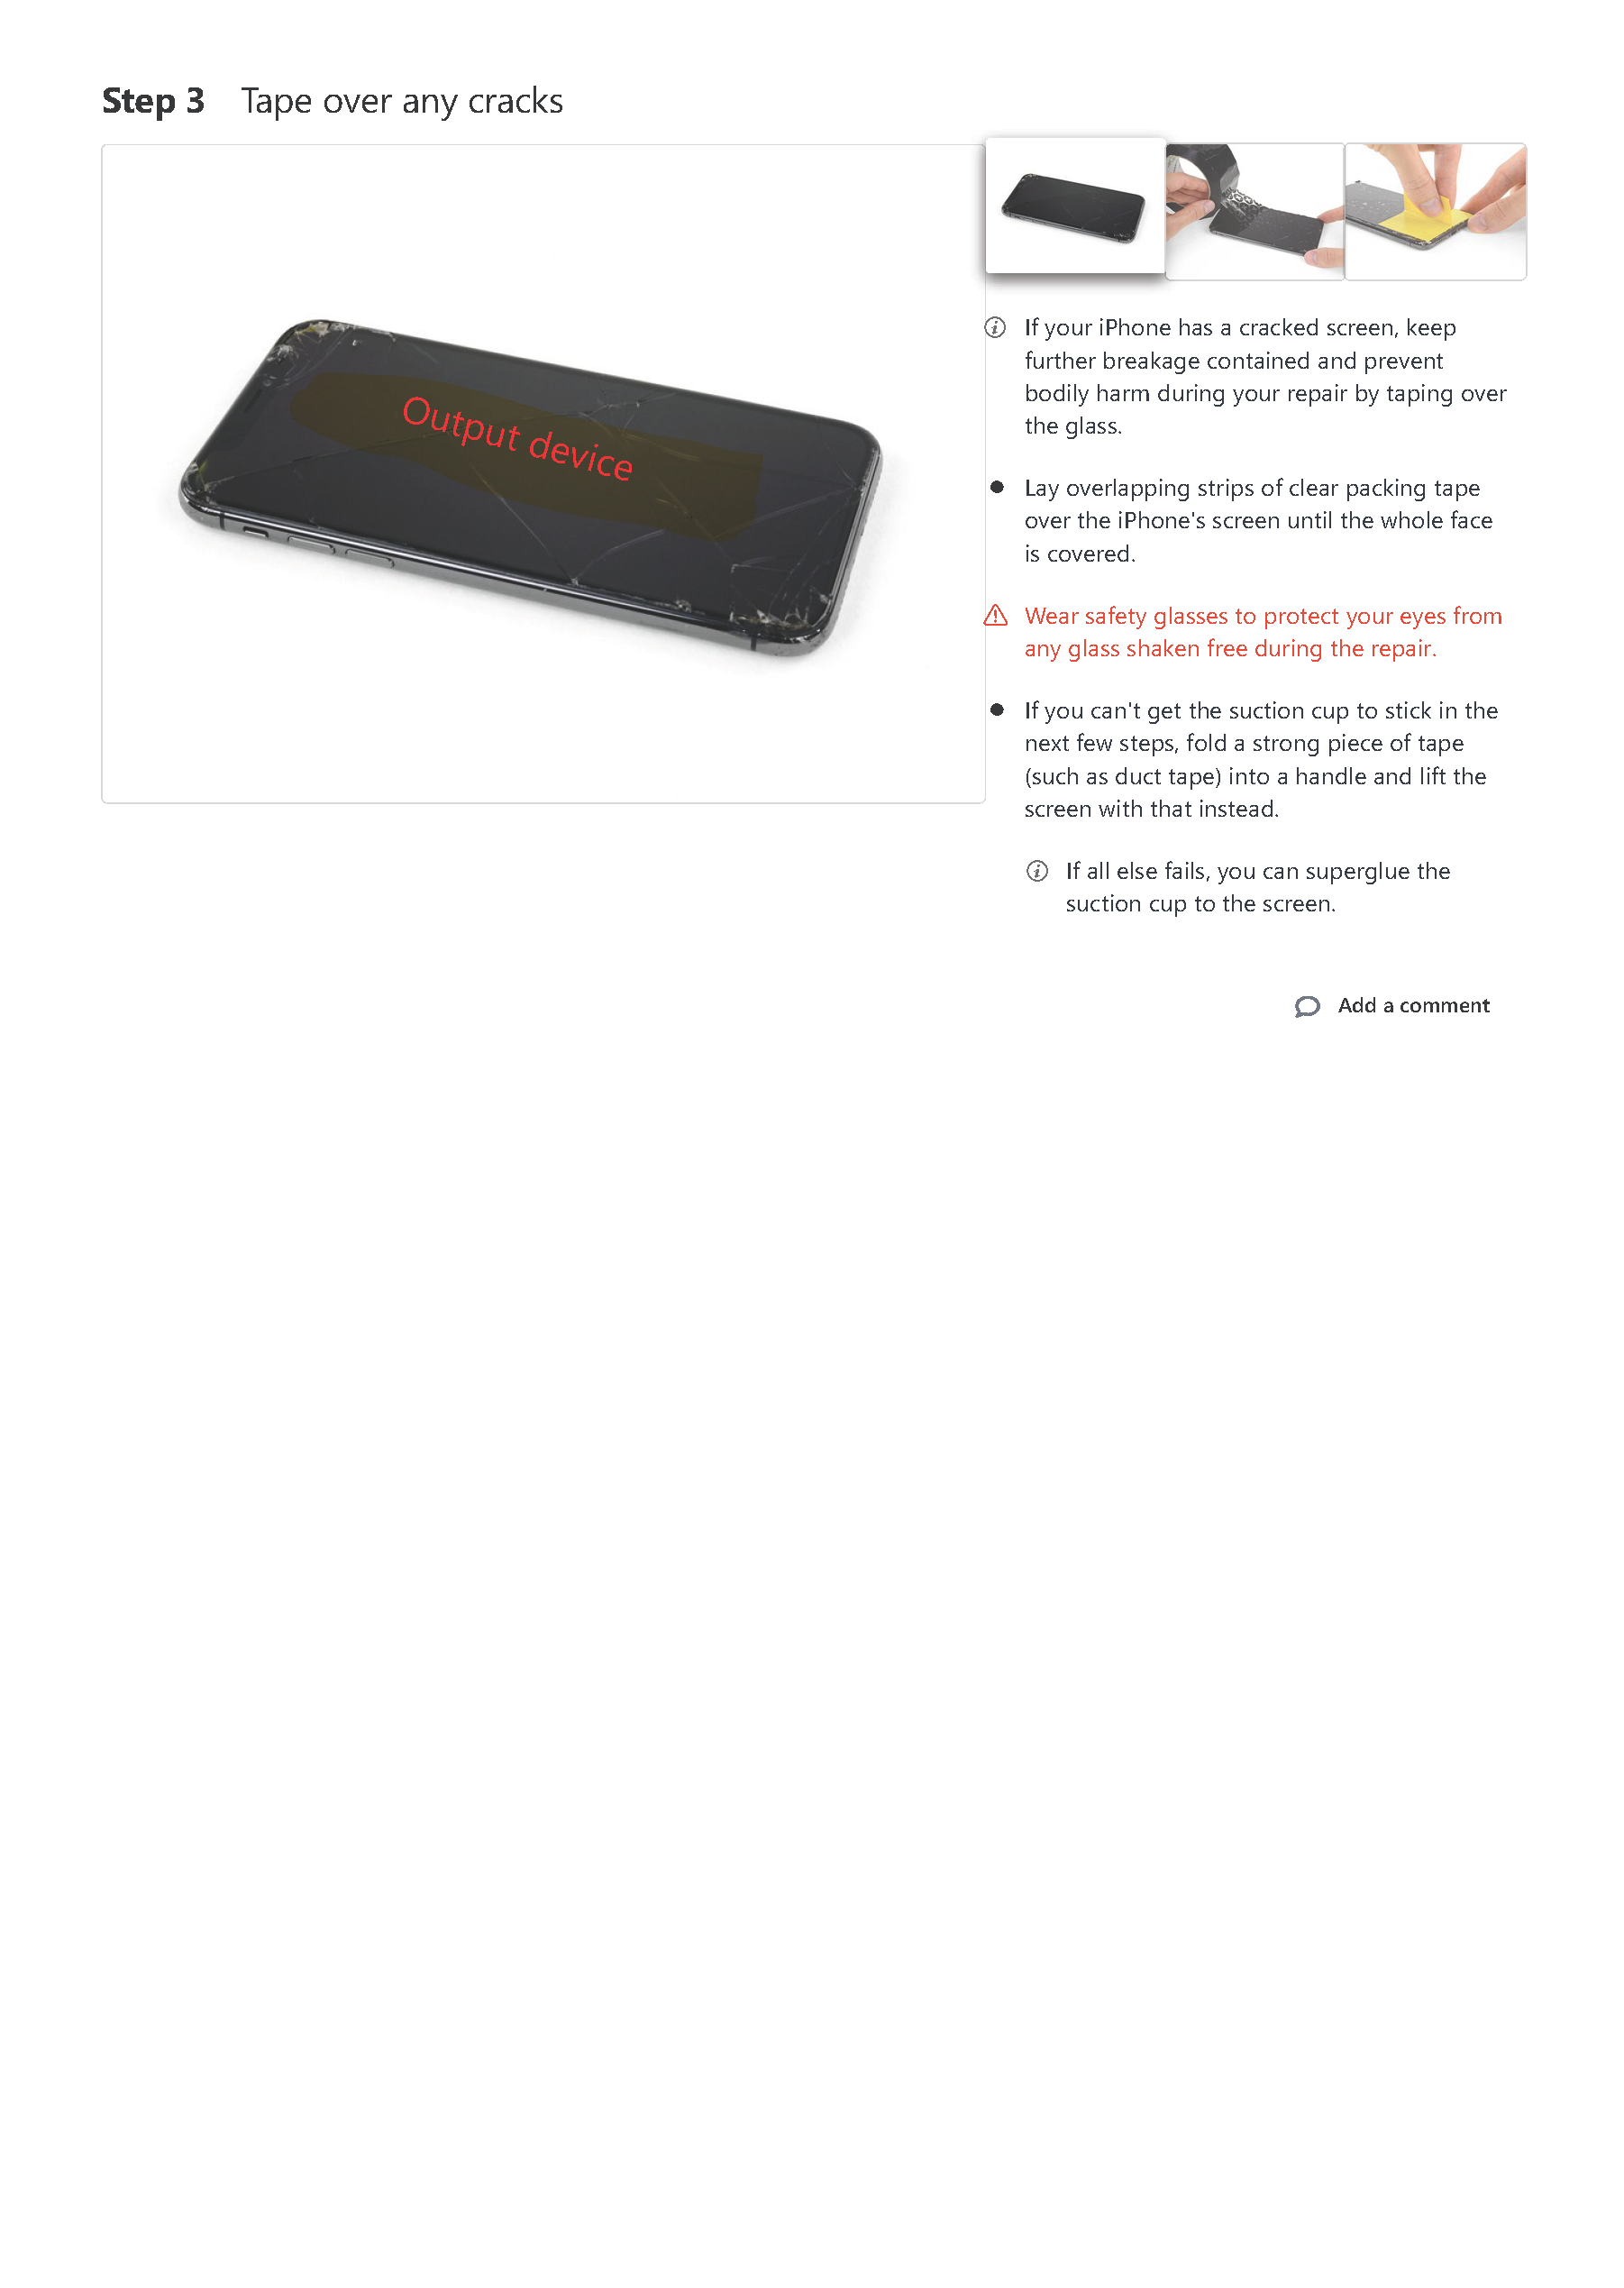 Step 3 Tape over any cracks
Output device
If your iPhone has a cracked screen, keep
further breakage contained and prevent
bodily harm during your repair by taping over
the glass.
Lay overlapping strips of clear packing tape
over the iPhone's screen until the whole face
is covered.
Wear safety glasses to protect your eyes from
any glass shaken free during the repair.
If you can't get the suction cup to stick in the
next few steps, fold a strong piece of tape
(such as duct tape) into a handle and lift the
screen with that instead.
If all else fails, you can superglue the
suction cup to the screen.
Add a comment